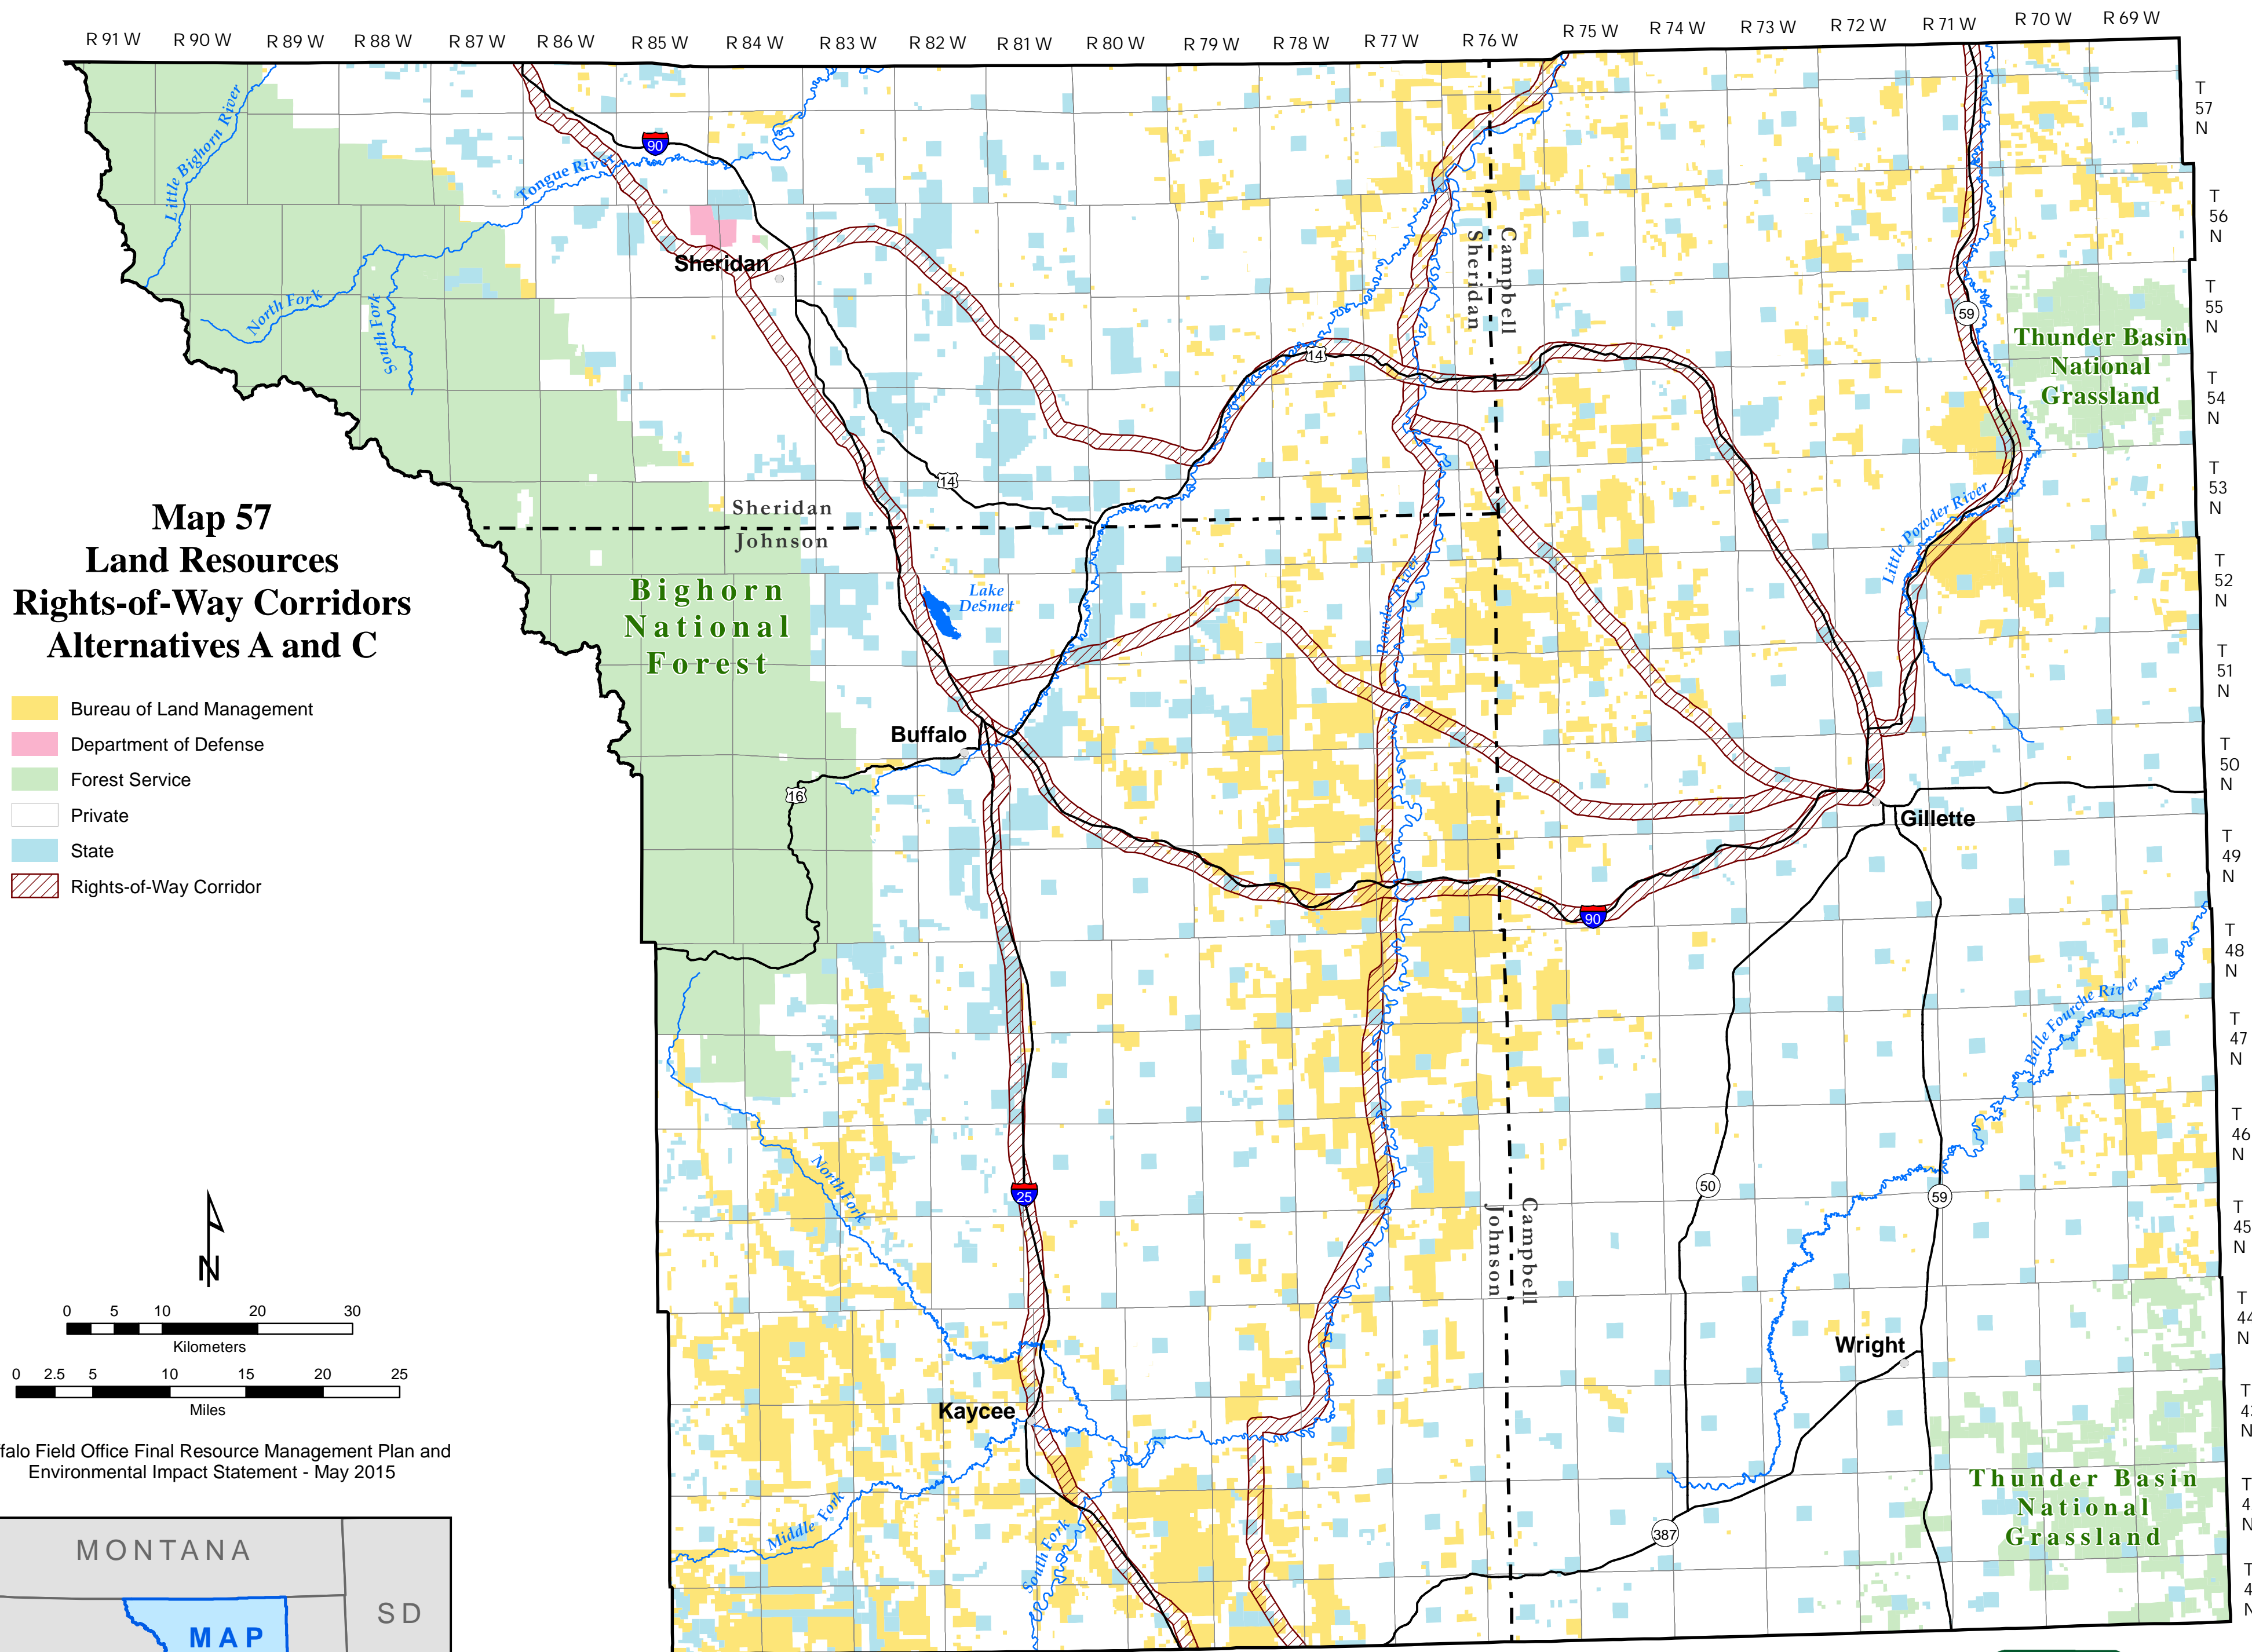 R 91 W R 90 W R 89 W R 88 W R 87 W R 86 W R 85 W R 84 W R 83 W R 82 W R 81 W R 80 W R 79 W R 78 W R 77 W R 76 W R 75 W R 74 W R 73 W R 72 W R 71 W R 70 W R 69 W
T
57
N
T
56
N
T
55
N
T
54
N
T
53
N
T
52
N
T
51
N
T
50
N
T
49
N
T
48
N
T
47
N
T
46
N
T
45
N
T
44
N
Little Bighorn River
Tongue River
90
North Fork
South Fork
Sheridan
Campbell
Sheridan
14
59
Thunder Basin
National
Grassland
14
Sheridan
Johnson
Bighorn
National
Forest
Lake
DeSmet
Powder River
Little Powder River
Buffalo
16
Gillette
90
Belle Fourche River
North Fork
25
50
59
Campbell
Johnson
Wright
Kaycee
Middle Fork
South Fork
387
Thunder Basin
National
Grassland
Map 57
Land Resources
Rights-of-Way Corridors
Alternatives A and C
Bureau of Land Management
Department of Defense
Forest Service
Private
State
Rights-of-Way Corridor
N
0 5 10 20 30
Kilometers
0 2.5 5 10 15 20 25
Miles
falo Field Office Final Resource Management Plan and
Environmental Impact Statement - May 2015
MONTANA
SD
MAP